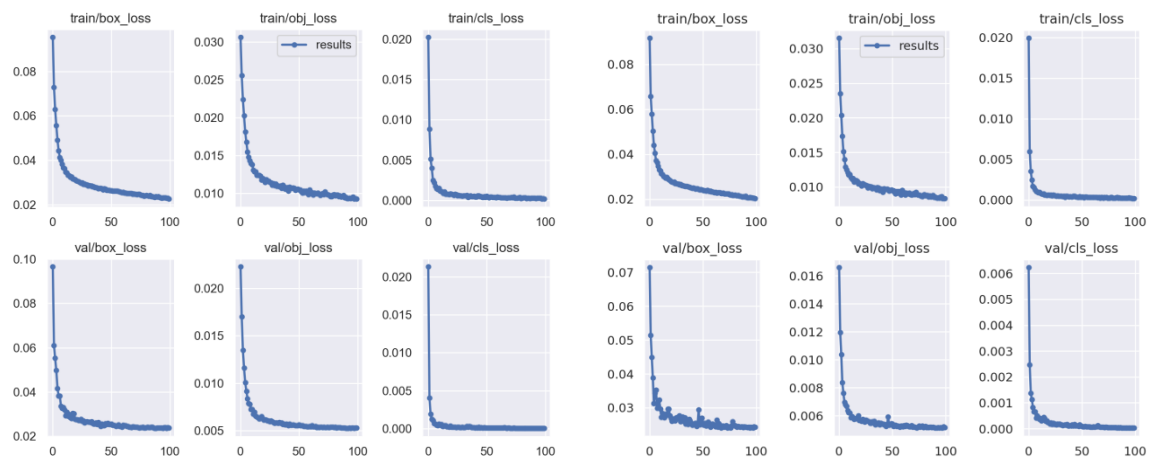 train/box_loss train/obj_loss train/cls_loss train/box_loss train/obj_loss train/cls_loss
results results
0.08 0.06 0.04 0.02
0.030 0.025 0.020 0.015 0.010
0.020 0.015 0.010 0.005 0.000
0.08 0.06 0.04 0.02
0.030 0.025 0.020 0.015 0.010
0.020 0.015 0.010 0.005 0.000
0 50 100 0 50 100 0 50 100 0 50 100 0 50 100 0 50 100
val/box_loss val/obj_loss val/cls_loss val/box_loss val/obj_loss val/cls_loss
0.10 0.08 0.06 0.04 0.02
0.020 0.015 0.010 0.005
0.020 0.015 0.010 0.005 0.000
0.07 0.06 0.05 0.04 0.03
0.016 0.014 0.012 0.010 0.008 0.006
0.006 0.005 0.004 0.003 0.002 0.001 0.000
0 50 100 0 50 100 0 50 100 0 50 100 0 50 100 0 50 100